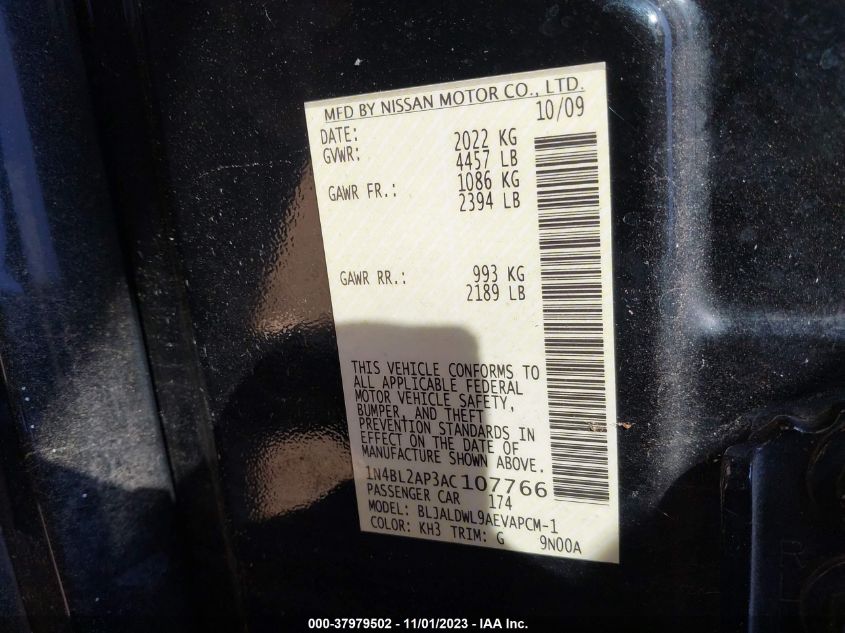 MFD BY NISSAN MOTOR CO., LTD.
DATE: 10/09
GVWR: 2022 KG
4457 LB
GAWR FR.: 1086 KG
2394 LB
GAWR RR.: 993 KG
2189 LB
THIS VEHICLE CONFORMS TO
ALL APPLICABLE FEDERAL
MOTOR VEHICLE SAFETY,
BUMPER, AND THEFT
PREVENTION STANDARDS IN
EFFECT ON THE DATE OF
MANUFACTURE SHOWN ABOVE.
1N4BL2AP3AC107766
PASSENGER CAR 174
MODEL: BLJALDWL9AEVAPCM-1
COLOR: KH3 TRIM: G 9N00A
000-37979502 - 11/01/2023 - IAA Inc.